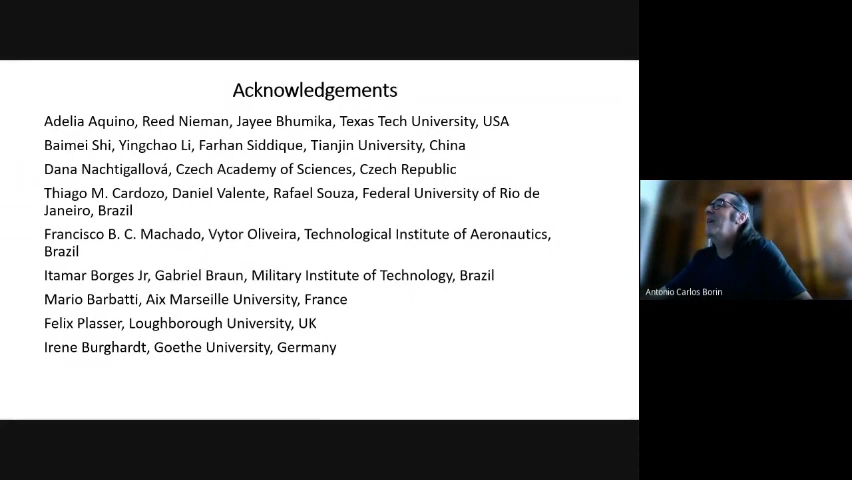 Acknowledgements
Adelia Aquino, Reed Nieman, Jayee Bhumika, Texas Tech University, USA
Baimei Shi, Yingchao Li, Farhan Siddique, Tianjin University, China
Dana Nachtigallová, Czech Academy of Sciences, Czech Republic
Thiago M. Cardozo, Daniel Valente, Rafael Souza, Federal University of Rio de
Janeiro, Brazil
Francisco B. C. Machado, Vytor Oliveira, Technological Institute of Aeronautics,
Brazil
Itamar Borges Jr, Gabriel Braun, Military Institute of Technology, Brazil
Mario Barbatti, Aix Marseille University, France
Felix Plasser, Loughborough University, UK
Irene Burghardt, Goethe University, Germany
Antonio Carlos Borin